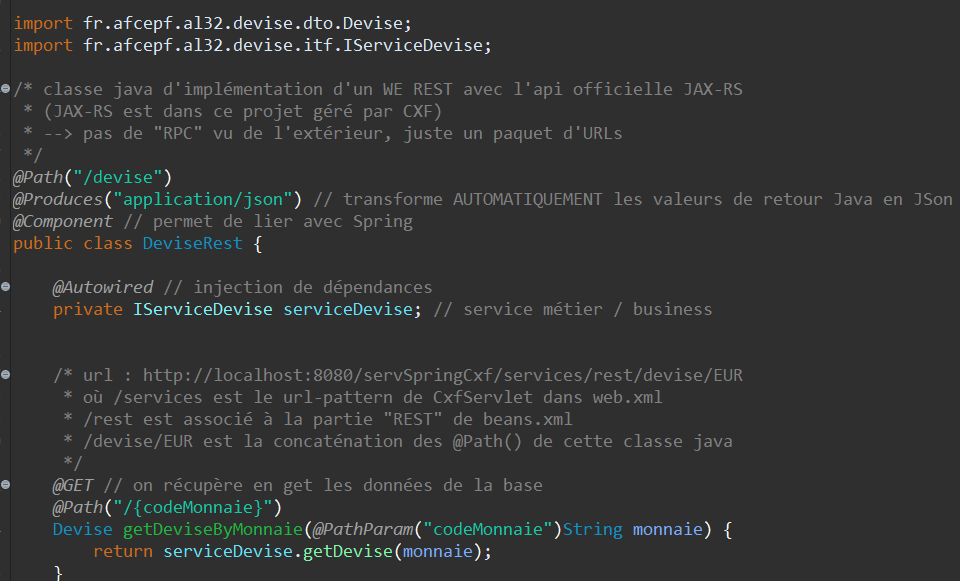 import fr.afcepf.al32.devise.dto.Devise;
import fr.afcepf.al32.devise.itf.IServiceDevise;
/* classe java d'implémentation d'un WE REST avec l'api officielle JAX-RS
 * (JAX-RS est dans ce projet géré par CXF)
 * --> pas de "RPC" vu de l'extérieur, juste un paquet d'URLs
 */
@Path("/devise")
@Produces("application/json") // transforme AUTOMATIQUEMENT les valeurs de retour Java en JSon
@Component // permet de lier avec Spring
public class DeviseRest {
    @Autowired // injection de dépendances
    private IServiceDevise serviceDevise; // service métier / business
    /* url : http://localhost:8080/servSpringCxf/services/rest/devise/EUR
     * où /services est le url-pattern de CxfServlet dans web.xml
     * /rest est associé à la partie "REST" de beans.xml
     * /devise/EUR est la concaténation des @Path() de cette classe java
     */
    @GET // on récupère en get les données de la base
    @Path("/{codeMonnaie}")
    Devise getDeviseByMonnaie(@PathParam("codeMonnaie")String monnaie) {
        return serviceDevise.getDevise(monnaie);
    }